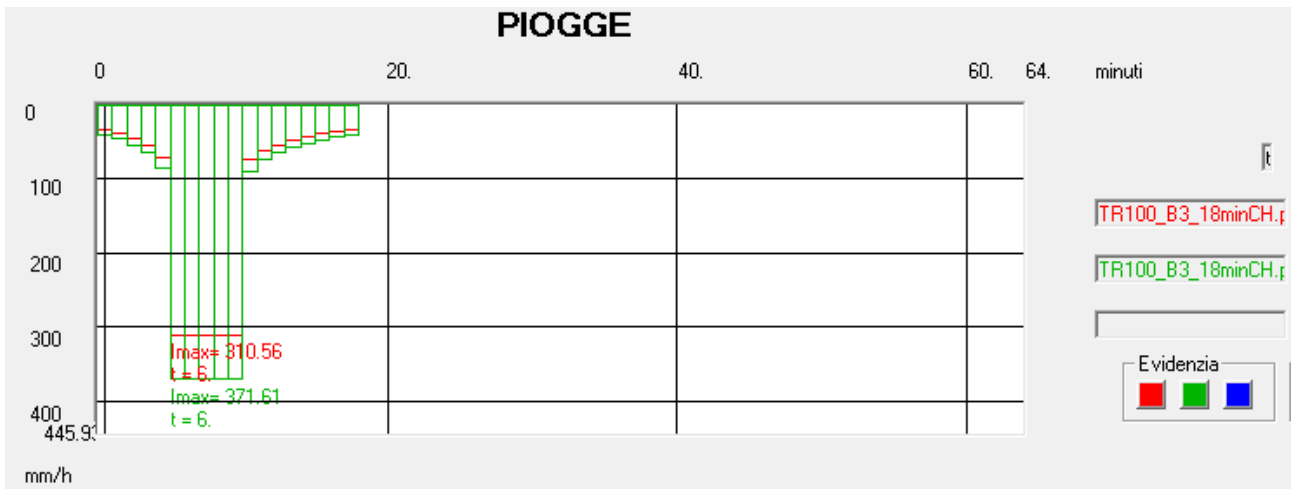 PIOGGE
0 20. 40. 60. 64. minuti
0
t
100
TR100_B3_18minCH.p
200
TR100_B3_18minCH.p
300
Imax= 310.56
t = 6.
Evidenzia
Imax= 371.61
400
t = 6.
445.93
mm/h